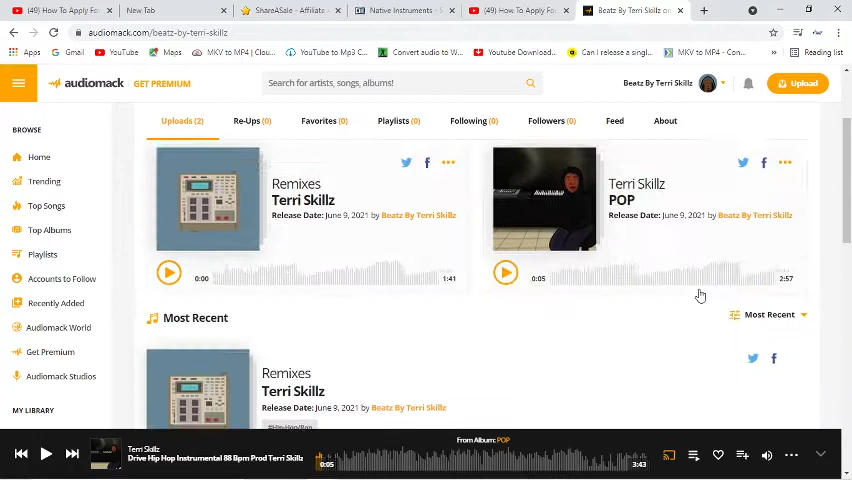 (49) How To Apply Fo
New Tab
ShareASale - Affiliate
Native Instruments - S
(49) How To Apply Fo
Beatz By Terri Skillz on
audiomack.com/beatz-by-terri-skillz
Apps
Gmail
YouTube
Maps
MKV to MP4 | Clou...
YouTube to Mp3 C...
Convert audio to W...
Youtube Download...
Can I release a singl...
MKV to MP4 - Con...
»
Reading list
audiomack
GET PREMIUM
Search for artists, songs, albums!
Beatz By Terri Skillz
Upload
Uploads (2)
Re-Ups (0)
Favorites (0)
Playlists (0)
Following (0)
Followers (0)
Feed
About
BROWSE
Home
Trending
Top Songs
Top Albums
Playlists
Accounts to Follow
Recently Added
Audiomack World
Get Premium
Audiomack Studios
MY LIBRARY
Remixes
Terri Skillz
Release Date: June 9, 2021 by Beatz By Terri Skillz
0:00
1:41
Terri Skillz
POP
Release Date: June 9, 2021 by Beatz By Terri Skillz
0:05
2:57
Most Recent
Most Recent
Remixes
Terri Skillz
Release Date: June 9, 2021 by Beatz By Terri Skillz
#Hip-Hop/Rap
Terri Skillz
Drive Hip Hop Instrumental 88 Bpm Prod Terri Skillz
From Album: POP
0:05
3:43